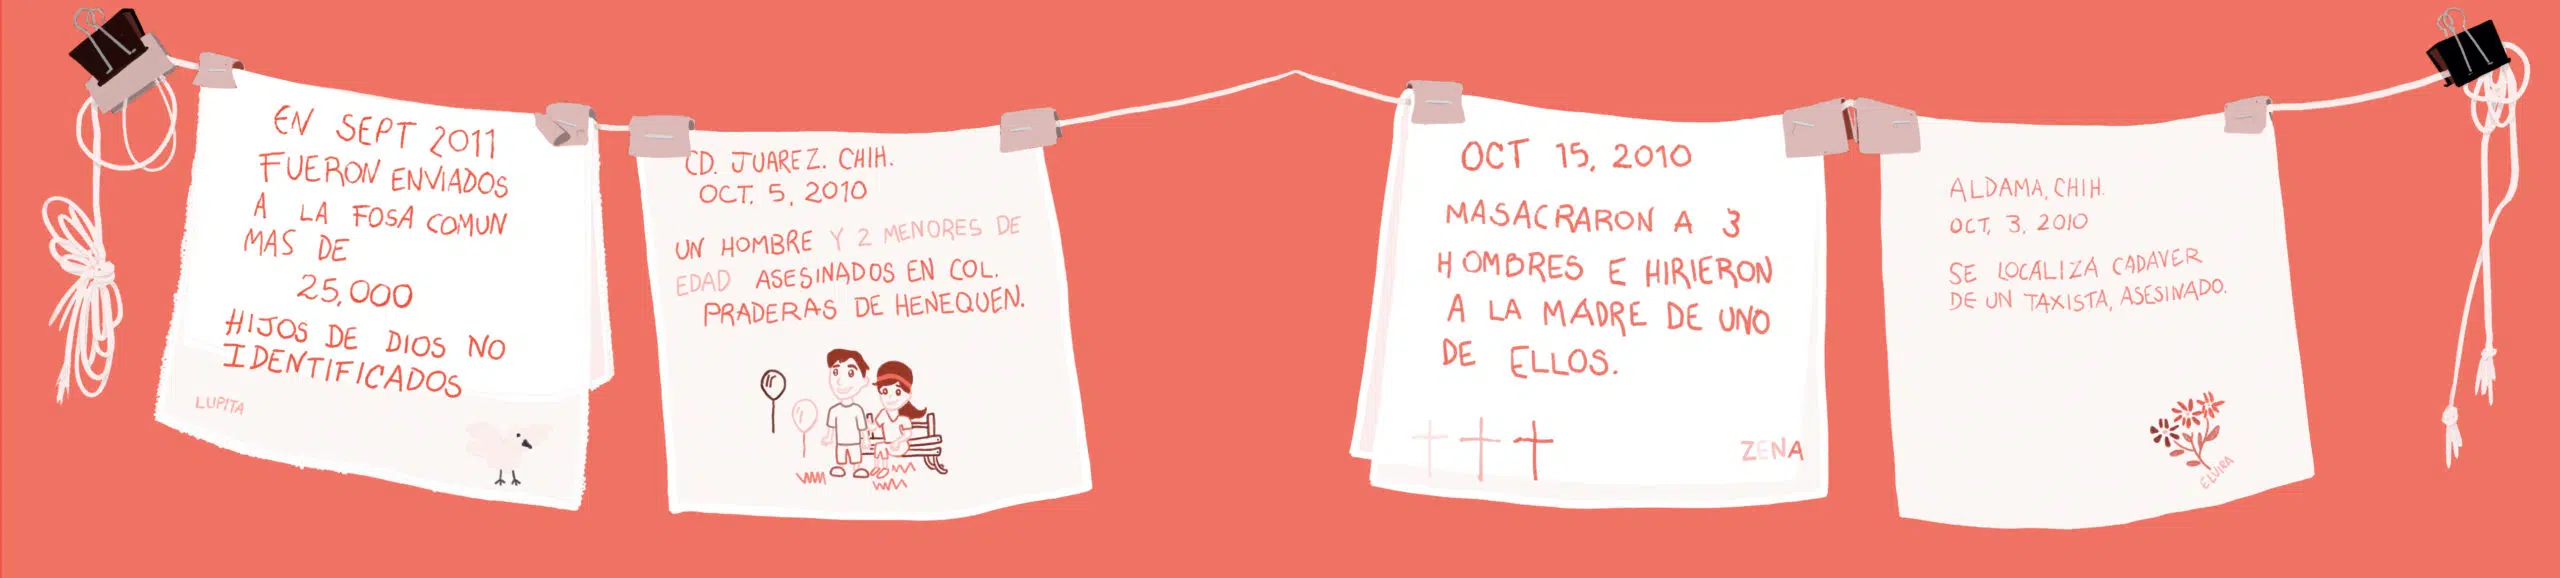 EN SEPT 2011
FUERON ENVIADOS
A LA FOSA COMUN
MAS DE
25,000
HIJOS DE DIOS NO
IDENTIFICADOS
LUPITA
CD. JUAREZ. CHIH.
OCT. 5, 2010
UN HOMBRE Y 2 MENORES DE
EDAD ASESINADOS EN COL.
PRADERAS DE HENEQUEN.
OCT 15, 2010
MASACRARON A 3
HOMBRES E HIRIERON
A LA MADRE DE UNO
DE ELLOS.
ZENA
ALDAMA, CHIH.
OCT, 3, 2010
SE LOCALIZA CADAVER
DE UN TAXISTA, ASESINADO.
ELVIRA